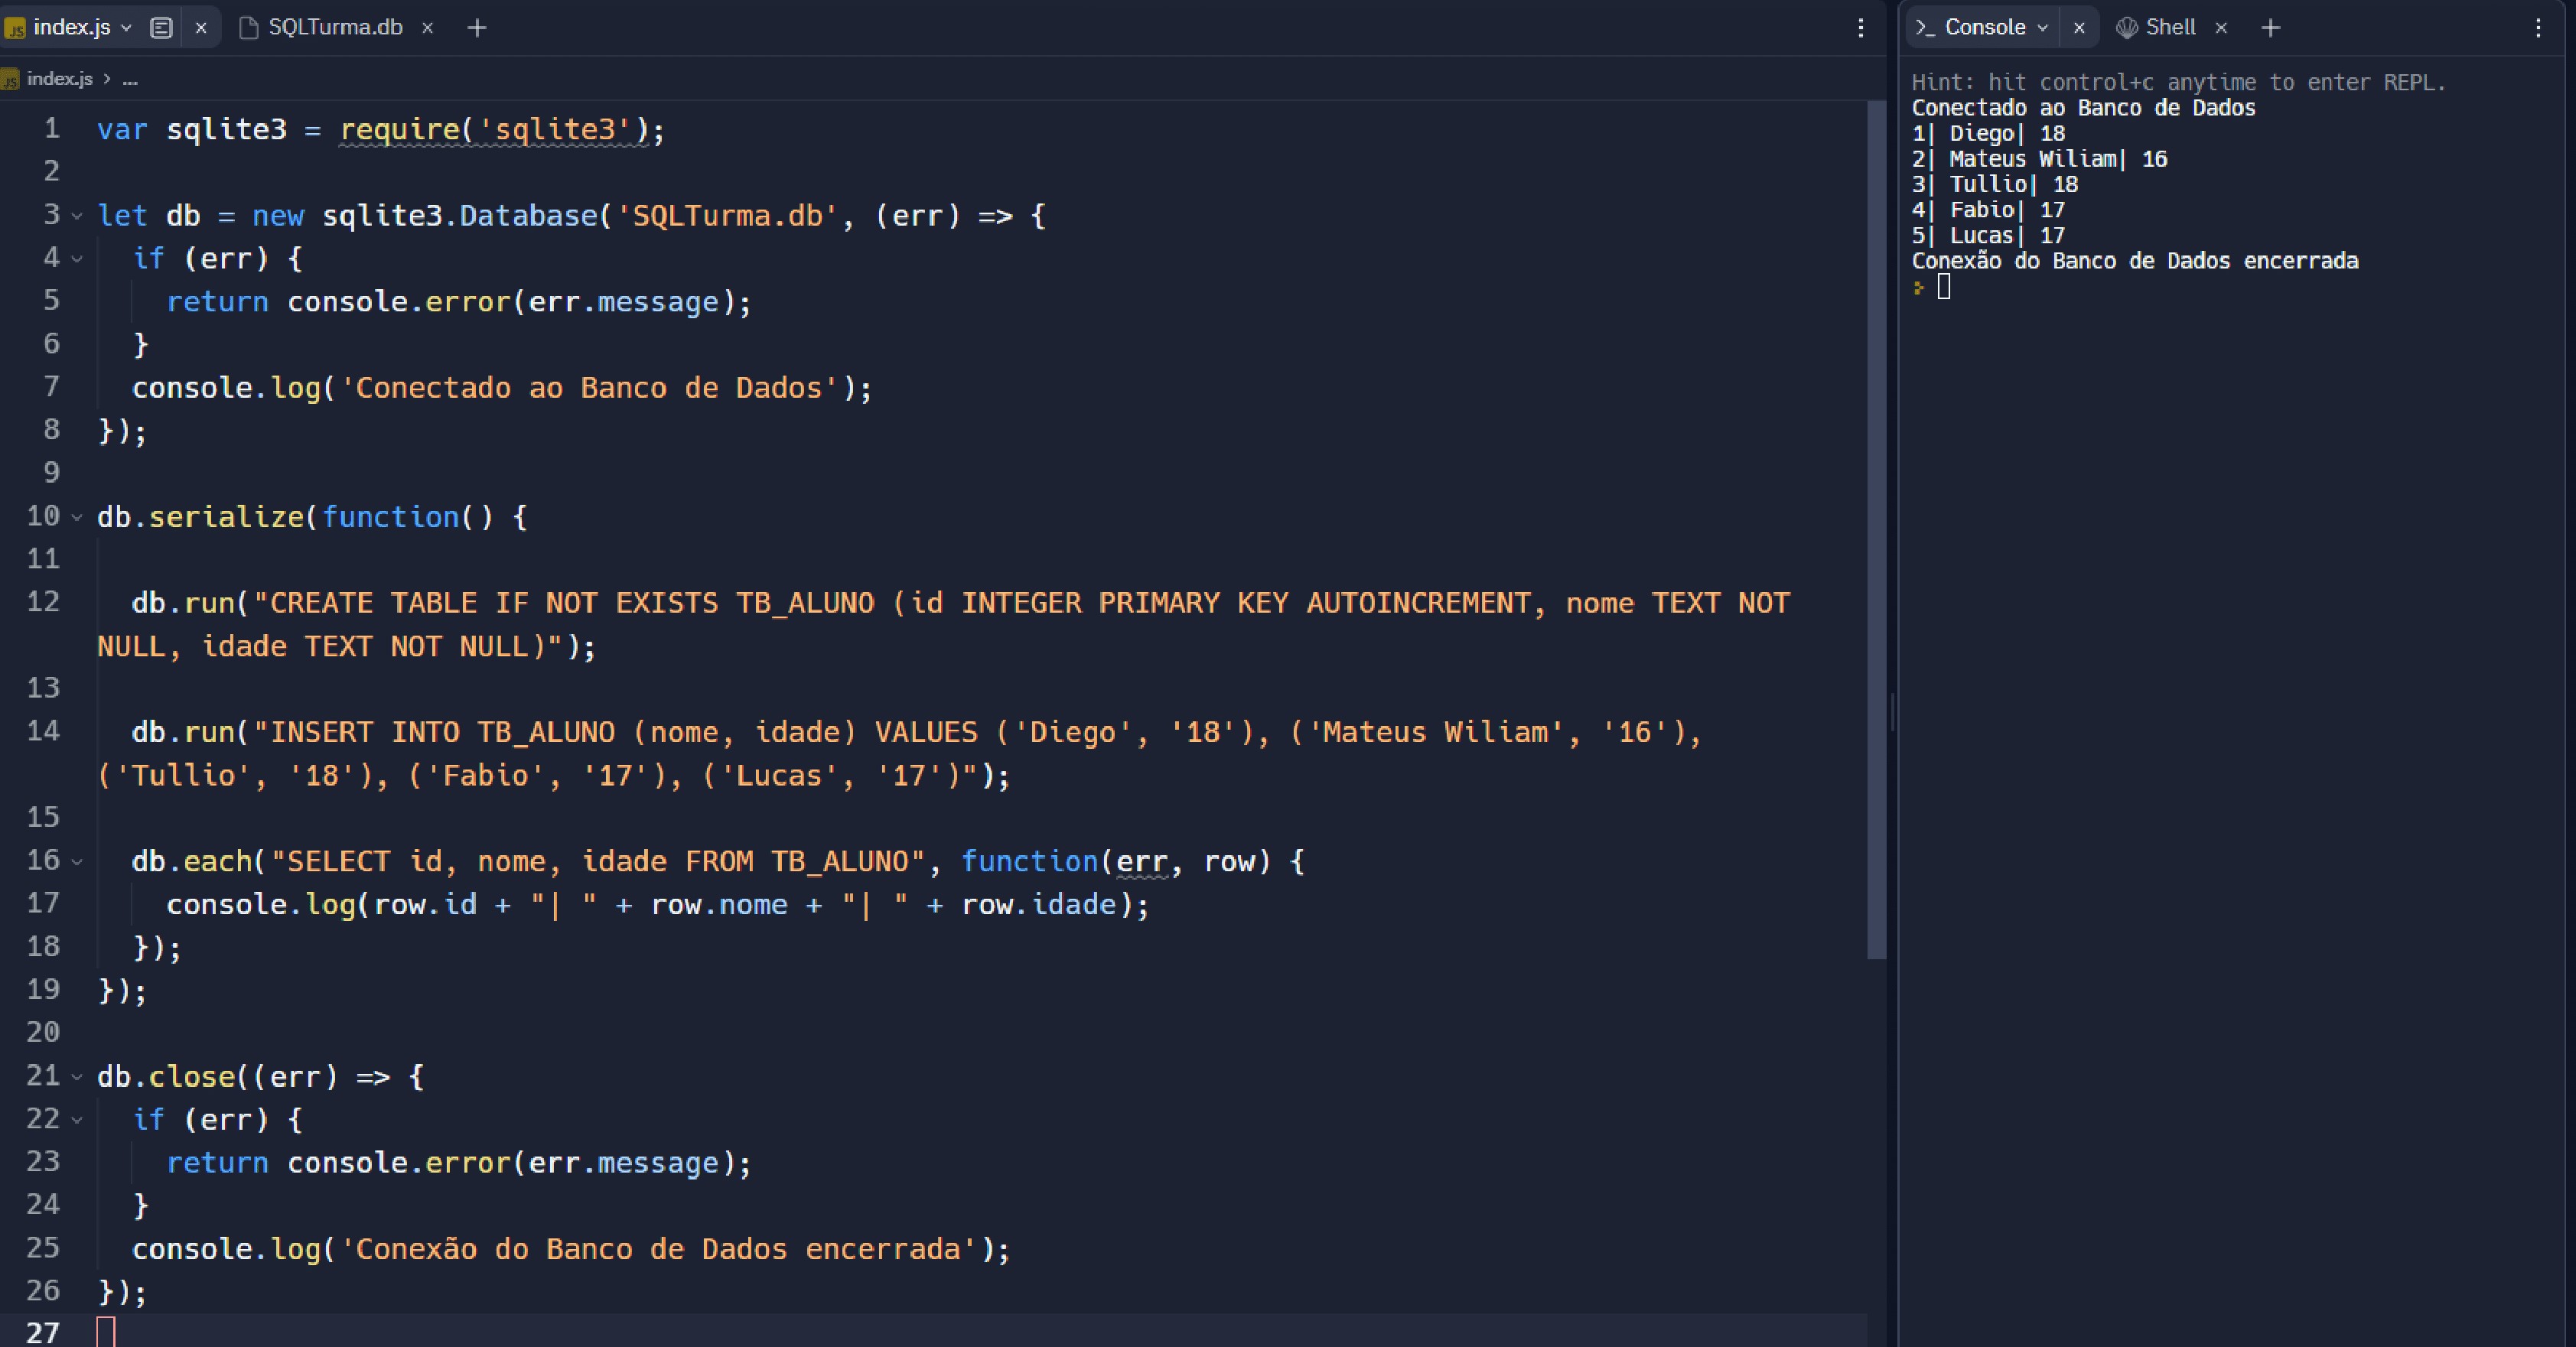 index.js
SQLTurma.db
index.js > ...
1 var sqlite3 = require('sqlite3');
2
3 let db = new sqlite3.Database('SQLTurma.db', (err) => {
4 if (err) {
5 return console.error(err.message);
6 }
7 console.log('Conectado ao Banco de Dados');
8 });
9
10 db.serialize(function() {
11
12 db.run("CREATE TABLE IF NOT EXISTS TB_ALUNO (id INTEGER PRIMARY KEY AUTOINCREMENT, nome TEXT NOT
NULL, idade TEXT NOT NULL)");
13
14 db.run("INSERT INTO TB_ALUNO (nome, idade) VALUES ('Diego', '18'), ('Mateus Wiliam', '16'),
('Tullio', '18'), ('Fabio', '17'), ('Lucas', '17')");
15
16 db.each("SELECT id, nome, idade FROM TB_ALUNO", function(err, row) {
17 console.log(row.id + "| " + row.nome + "| " + row.idade);
18 });
19 });
20
21 db.close((err) => {
22 if (err) {
23 return console.error(err.message);
24 }
25 console.log('Conexão do Banco de Dados encerrada');
26 });
27
Console
Shell
Hint: hit control+c anytime to enter REPL.
Conectado ao Banco de Dados
1| Diego| 18
2| Mateus Wiliam| 16
3| Tullio| 18
4| Fabio| 17
5| Lucas| 17
Conexão do Banco de Dados encerrada